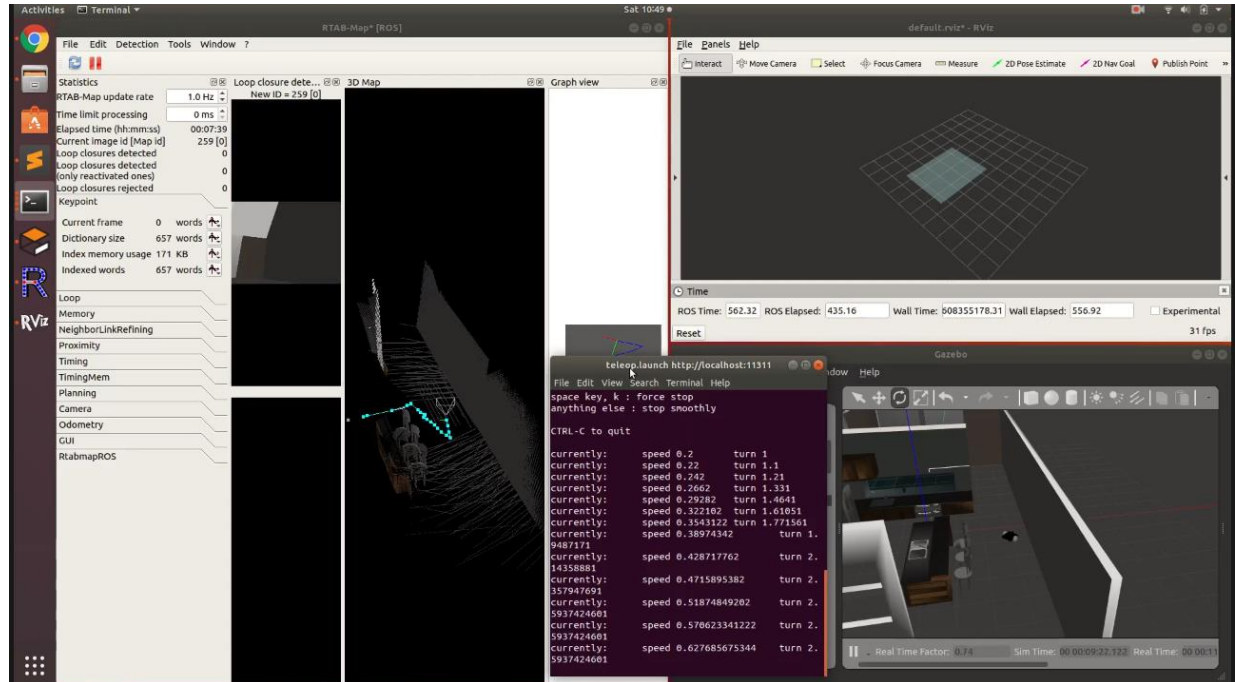 Activities
Terminal
Sat 10:49
RTAB-Map* [ROS]
File Edit Detection Tools Window ?
Statistics
RTAB-Map update rate 1.0 Hz
Time limit processing 0 ms
Elapsed time (hh:mm:ss) 00:07:39
Current image id [Map id] 259 [0]
Loop closures detected 0
Loop closures detected
(only reactivated ones) 0
Loop closures rejected 0
Keypoint
Current frame 0 words
Dictionary size 657 words
Index memory usage 171 KB
Indexed words 657 words
Loop
Memory
NeighborLinkRefining
Proximity
Timing
TimingMem
Planning
Camera
Odometry
GUI
RtabmapROS
Loop closure dete...
New ID = 259 [0]
3D Map
Graph view
default.rviz* - RViz
File Panels Help
Interact Move Camera Select Focus Camera Measure 2D Pose Estimate 2D Nav Goal Publish Point
Time
ROS Time: 562.32 ROS Elapsed: 435.16 Wall Time: 608355178.31 Wall Elapsed: 556.92 Experimental
Reset 31 fps
teleop.launch http://localhost:11311
File Edit View Search Terminal Help
space key, k : force stop
anything else : stop smoothly
CTRL-C to quit
currently: speed 0.2 turn 1
currently: speed 0.22 turn 1.1
currently: speed 0.242 turn 1.21
currently: speed 0.2662 turn 1.331
currently: speed 0.29282 turn 1.4641
currently: speed 0.322102 turn 1.61051
currently: speed 0.3543122 turn 1.771561
currently: speed 0.38974342 turn 1.
9487171
currently: speed 0.428717762 turn 2.
14358881
currently: speed 0.4715895382 turn 2.
357947691
currently: speed 0.51874849202 turn 2.
5937424601
currently: speed 0.570623341222 turn 2.
5937424601
currently: speed 0.627685675344 turn 2.
5937424601
Gazebo
dow Help
Real Time Factor: 0.74 Sim Time: 00 00:09:22.122 Real Time: 00 00:11
RViz